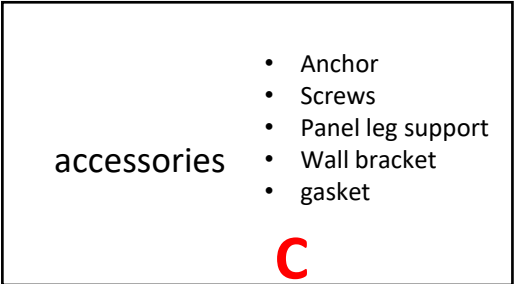 • Anchor
• Screws
• Panel leg support
accessories • Wall bracket
• gasket
C